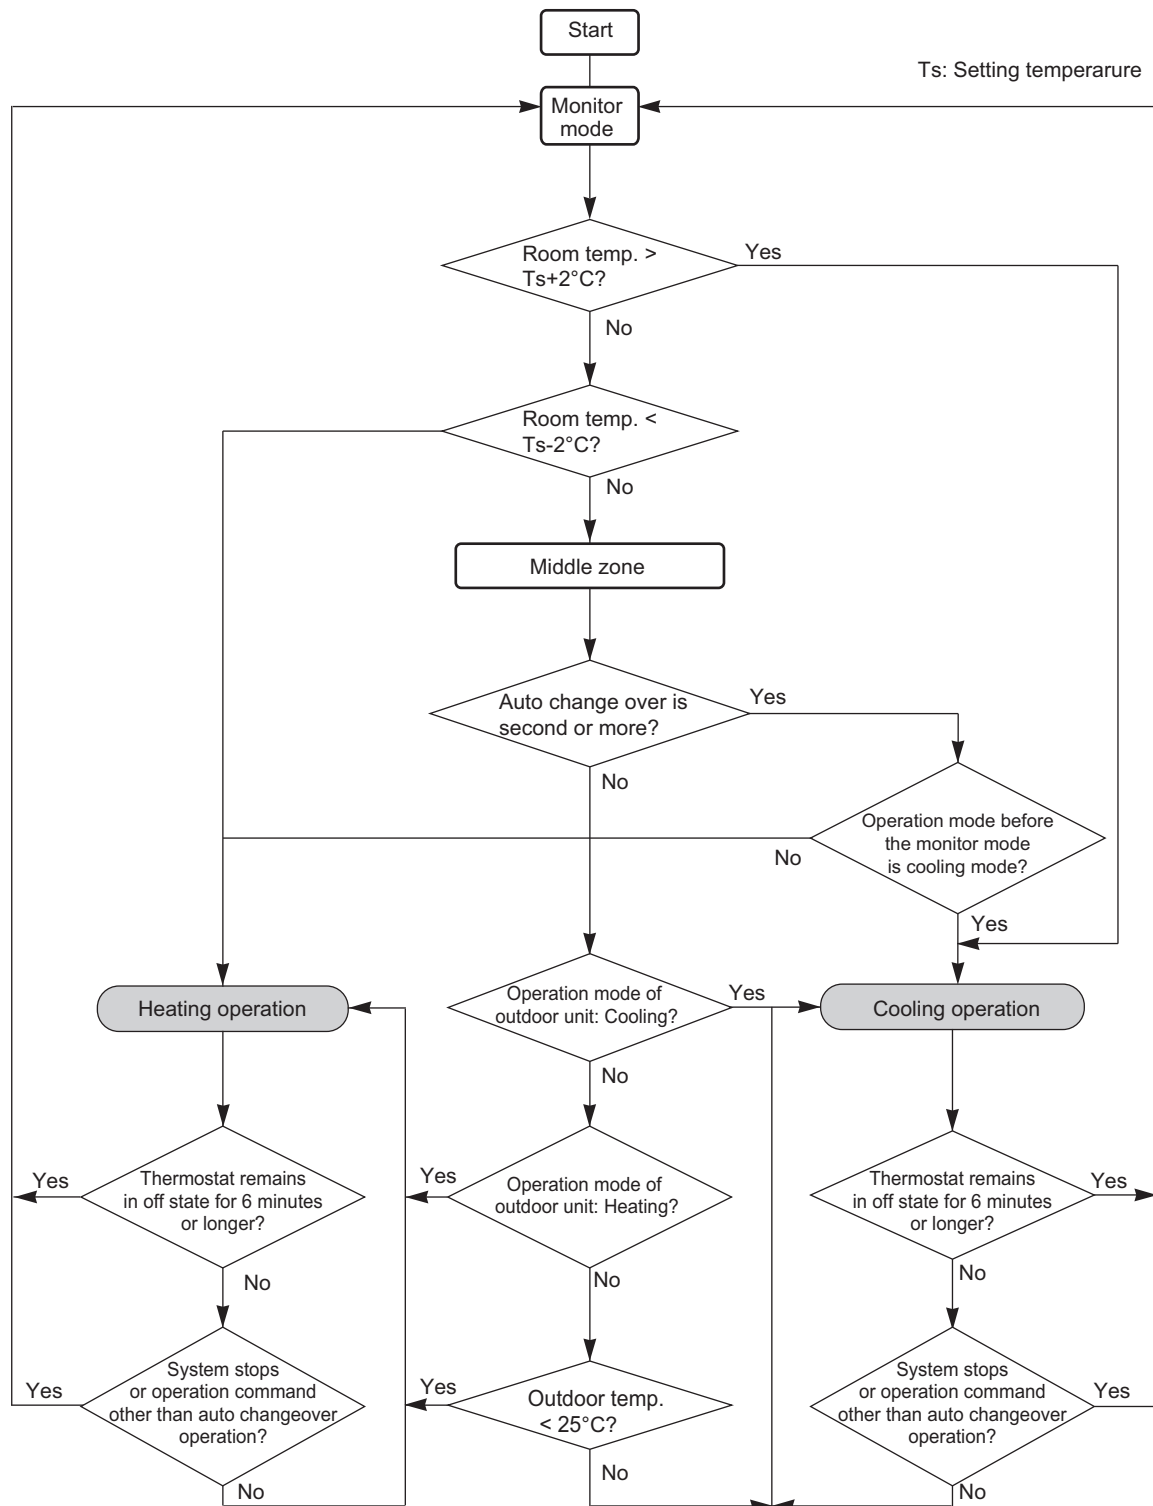 Start
Ts: Setting temperarure
Monitor
mode
Room temp. >
Ts+2°C?
Yes
No
Room temp. <
Ts-2°C?
No
Middle zone
Auto change over is
second or more?
Yes
No
Operation mode before
the monitor mode
is cooling mode?
No
Yes
Heating operation
Operation mode of
outdoor unit: Cooling?
Yes
Cooling operation
No
Yes
Thermostat remains
in off state for 6 minutes
or longer?
No
Yes
Operation mode of
outdoor unit: Heating?
No
Thermostat remains
in off state for 6 minutes
or longer?
Yes
No
Yes
System stops
or operation command
other than auto changeover
operation?
No
Yes
Outdoor temp.
< 25°C?
No
System stops
or operation command
other than auto changeover
operation?
Yes
No